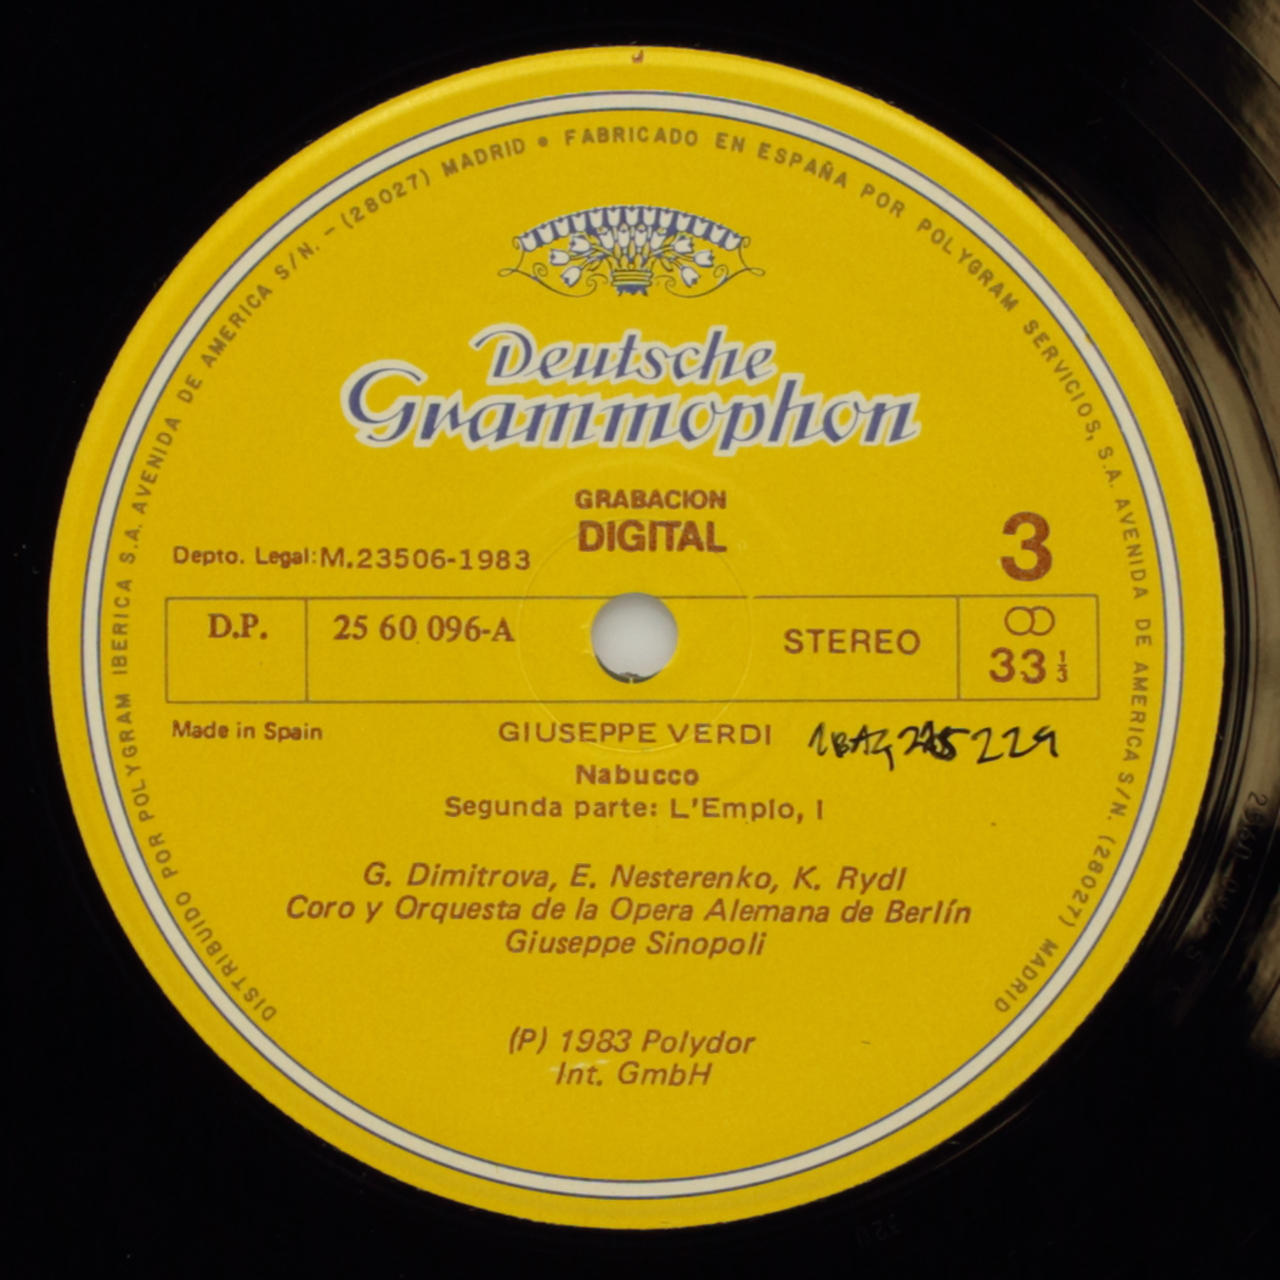 DISTRIBUIDO POR POLYGRAM IBERICA S.A. AVENIDA DE AMERICA S/N. - (28027) MADRID • FABRICADO EN ESPAÑA POR POLYGRAM SERVICIOS, S.A. AVENIDA DE AMERICA S/N. (28027) MADRID
Deutsche
Grammophon
GRABACION
DIGITAL
3
Depto. Legal: M.23506-1983
D.P. 25 60 096-A STEREO 33 1/3
Made in Spain
GIUSEPPE VERDI
Nabucco
Segunda parte: L'Empio, I
G. Dimitrova, E. Nesterenko, K. Rydl
Coro y Orquesta de la Opera Alemana de Berlín
Giuseppe Sinopoli
(P) 1983 Polydor
Int. GmbH